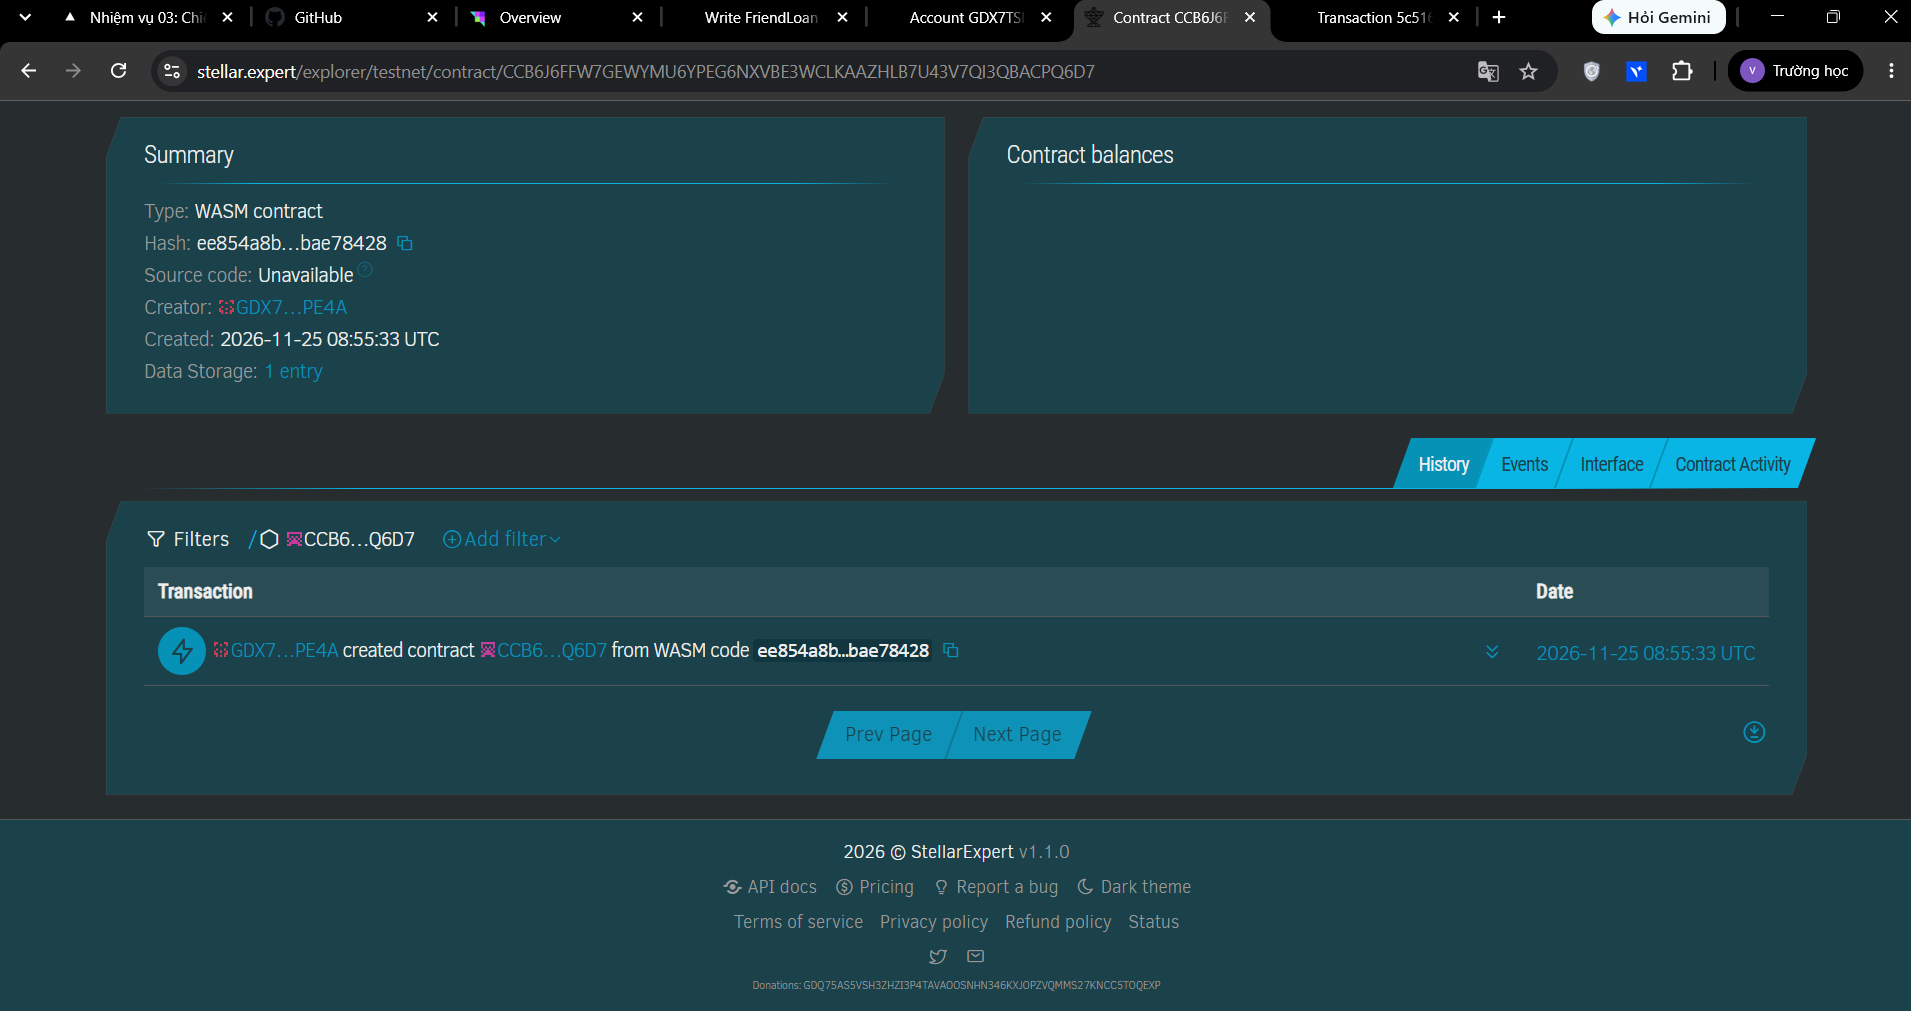 Nhiệm vụ 03: Chi
GitHub
Overview
Write FriendLoan
Account GDX7TS
Contract CCB6J6F
Transaction 5c516
Hỏi Gemini
stellar.expert/explorer/testnet/contract/CCB6J6FFW7GEWYMU6YPEG6NXVBE3WCLKAAZHLB7U43V7QI3QBACPQ6D7
V
Trường học
Summary
Type: WASM contract
Hash: ee854a8b…bae78428
Source code: Unavailable
Creator: GDX7…PE4A
Created: 2026-11-25 08:55:33 UTC
Data Storage: 1 entry
Contract balances
History
Events
Interface
Contract Activity
Filters
/ CCB6…Q6D7
Add filter
Transaction
Date
GDX7…PE4A created contract CCB6…Q6D7 from WASM code ee854a8b…bae78428
2026-11-25 08:55:33 UTC
Prev Page
Next Page
2026 © StellarExpert v1.1.0
API docs
Pricing
Report a bug
Dark theme
Terms of service
Privacy policy
Refund policy
Status
Donations: GDQ75AS5VSH3ZHZI3P4TAVAOOSNHN346KXJOPZVQMMS27KNCC5TOQEXP